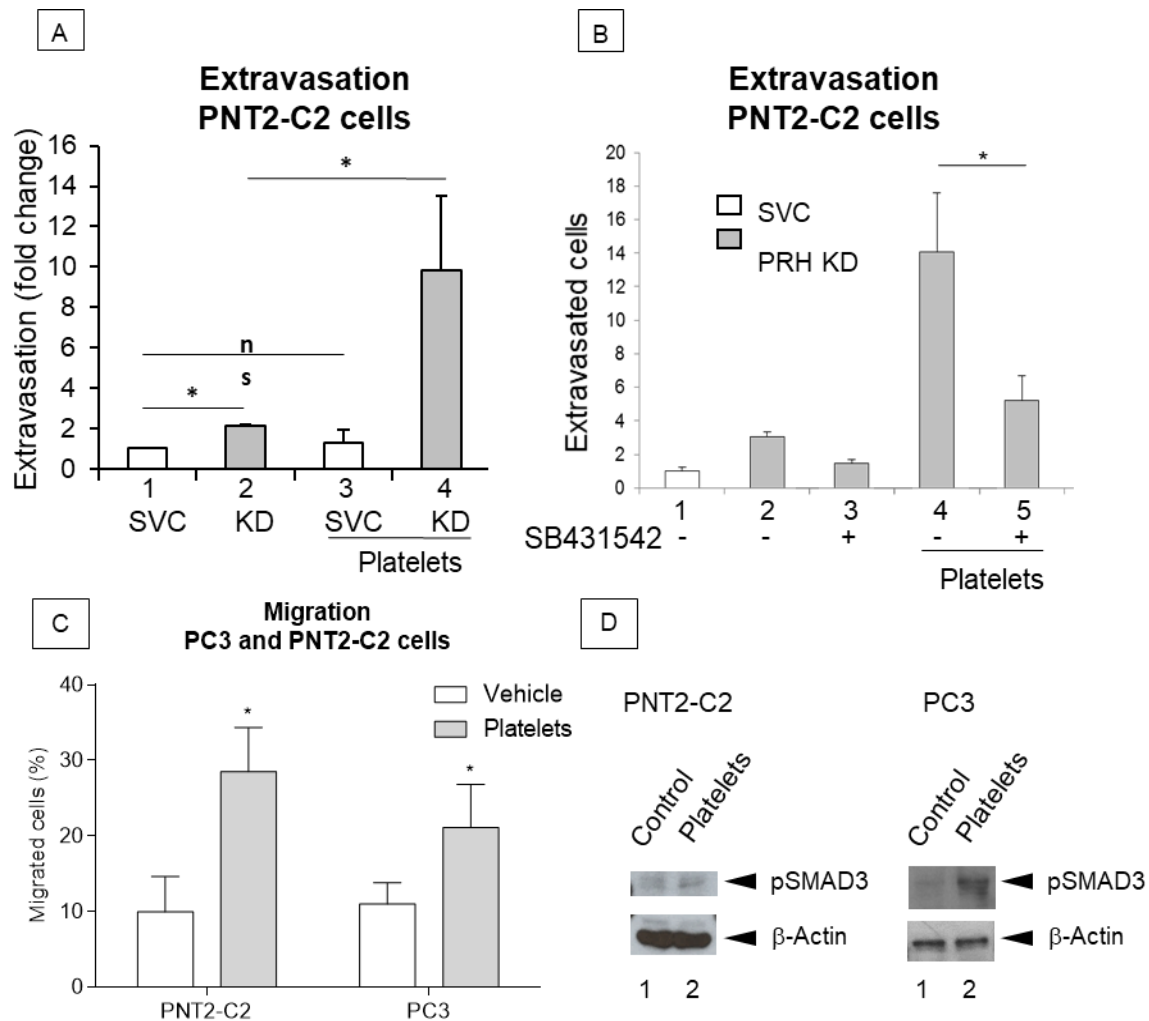 A
Extravasation
PNT2-C2 cells
Extravasation (fold change)
16
14
12
10
8
6
4
2
0
*
n
s
*
1 2 3 4
SVC KD SVC KD
Platelets
B
Extravasation
PNT2-C2 cells
Extravasated cells
20
18
16
14
12
10
8
6
4
2
0
*
SVC
PRH KD
1 2 3 4 5
SB431542 - - + - +
Platelets
C
Migration
PC3 and PNT2-C2 cells
Migrated cells (%)
40
30
20
10
0
*
*
Vehicle
Platelets
PNT2-C2 PC3
D
PNT2-C2 PC3
Control Platelets Control Platelets
pSMAD3 pSMAD3
β-Actin β-Actin
1 2 1 2